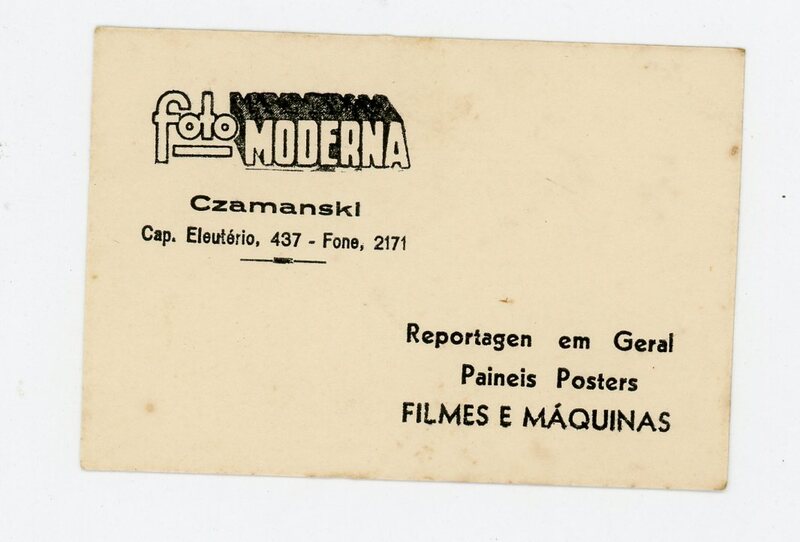 foto MODERNA
Czamanski
Cap. Eleutério, 437 - Fone, 2171
Reportagen em Geral
Paineis Posters
FILMES E MÁQUINAS